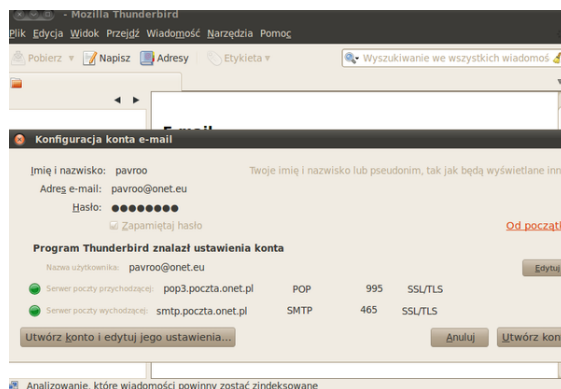 - Mozilla Thunderbird
Plik Edycja Widok Przejdź Wiadomość Narzędzia Pomoc
Pobierz Napisz Adresy Etykieta Wyszukiwanie we wszystkich wiadomoś
E-mail
Konfiguracja konta e-mail
Imię i nazwisko: pavroo Twoje imię i nazwisko lub pseudonim, tak jak będą wyświetlane inn
Adres e-mail: pavroo@onet.eu
Hasło: ●●●●●●●●
Zapamiętaj hasło Od początk
Program Thunderbird znalazł ustawienia konta
Nazwa użytkownika: pavroo@onet.eu Edytuj
Serwer poczty przychodzącej: pop3.poczta.onet.pl POP 995 SSL/TLS
Serwer poczty wychodzącej: smtp.poczta.onet.pl SMTP 465 SSL/TLS
Utwórz konto i edytuj jego ustawienia... Anuluj Utwórz kon
Analizowanie, które wiadomości powinny zostać zindeksowane